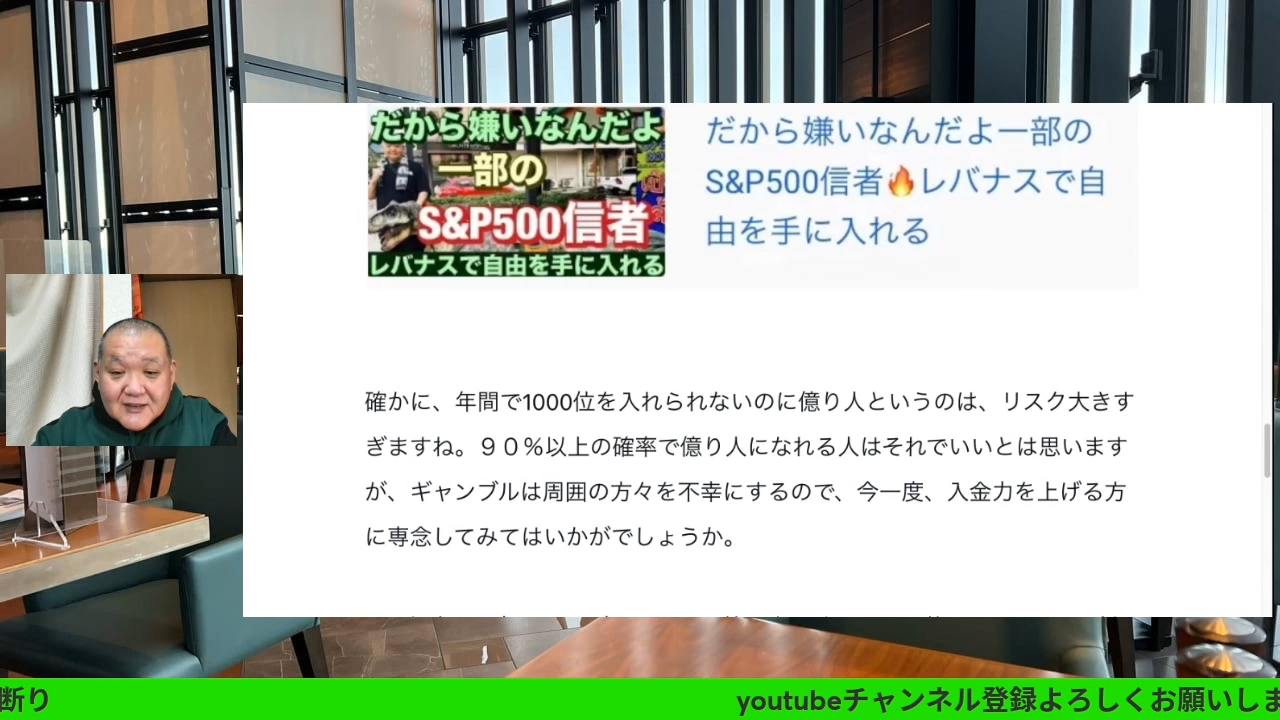 だから嫌いなんだよ
一部の
S&P500信者
レバナスで自由を手に入れる
だから嫌いなんだよ一部の
S&P500信者🔥レバナスで自
由を手に入れる
確かに、年間で1000位を入れられないのに億り人というのは、リスク大きす
ぎますね。９０％以上の確率で億り人になれる人はそれでいいとは思います
が、ギャンブルは周囲の方々を不幸にするので、今一度、入金力を上げる方
に専念してみてはいかがでしょうか。
断り
youtubeチャンネル登録よろしくお願いしま